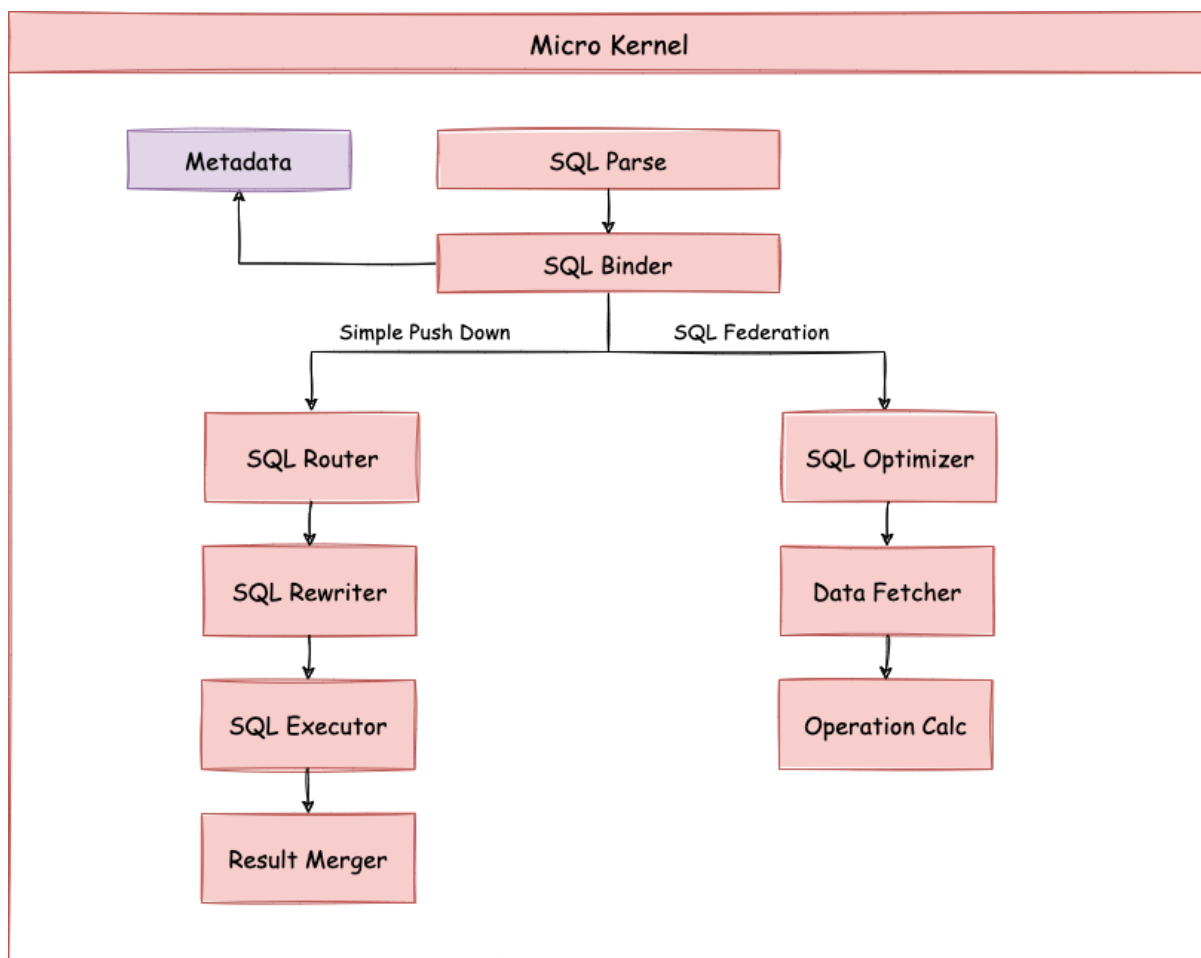 Micro Kernel
Metadata
SQL Parse
SQL Binder
Simple Push Down
SQL Federation
SQL Router
SQL Optimizer
SQL Rewriter
Data Fetcher
SQL Executor
Operation Calc
Result Merger